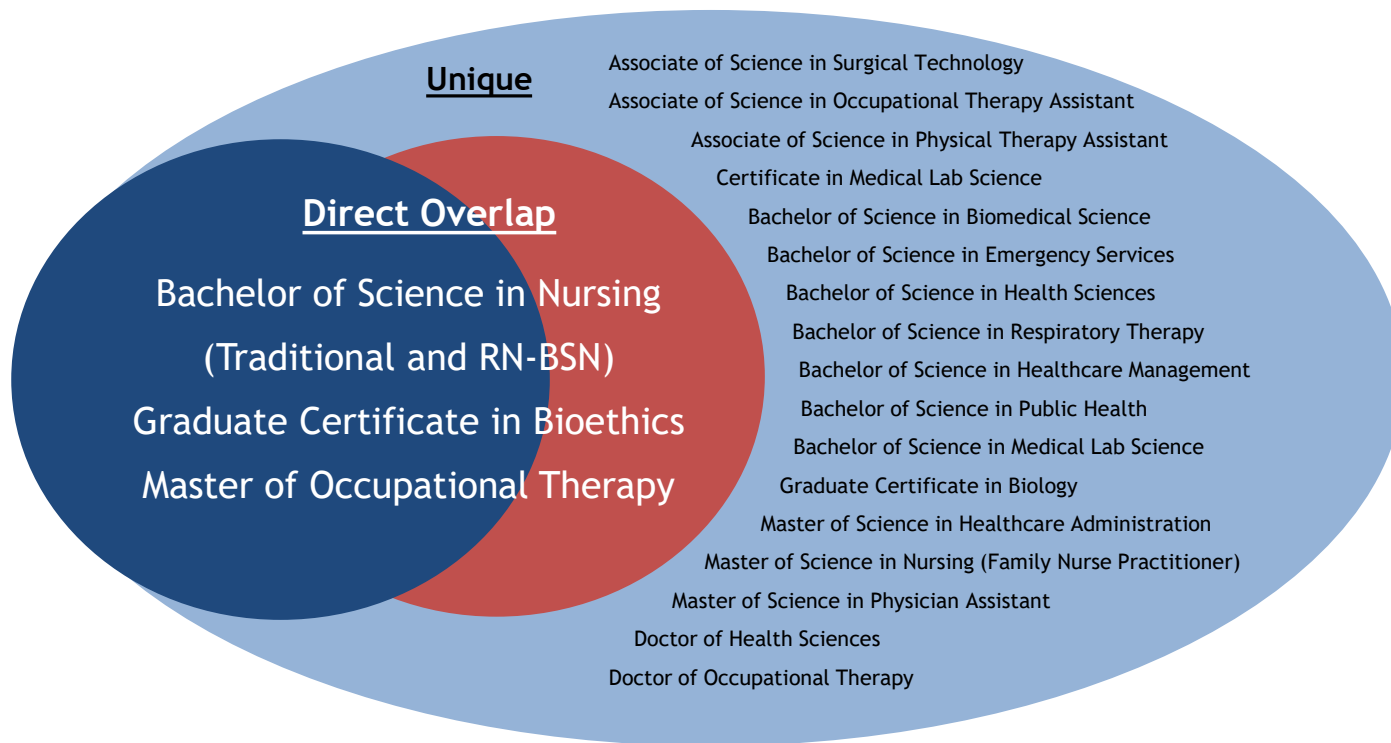 Unique
Associate of Science in Surgical Technology
Associate of Science in Occupational Therapy Assistant
Associate of Science in Physical Therapy Assistant
Certificate in Medical Lab Science
Bachelor of Science in Biomedical Science
Bachelor of Science in Emergency Services
Bachelor of Science in Health Sciences
Bachelor of Science in Respiratory Therapy
Bachelor of Science in Healthcare Management
Bachelor of Science in Public Health
Bachelor of Science in Medical Lab Science
Graduate Certificate in Biology
Master of Science in Healthcare Administration
Master of Science in Nursing (Family Nurse Practitioner)
Master of Science in Physician Assistant
Doctor of Health Sciences
Doctor of Occupational Therapy
Direct Overlap
Bachelor of Science in Nursing
(Traditional and RN-BSN)
Graduate Certificate in Bioethics
Master of Occupational Therapy